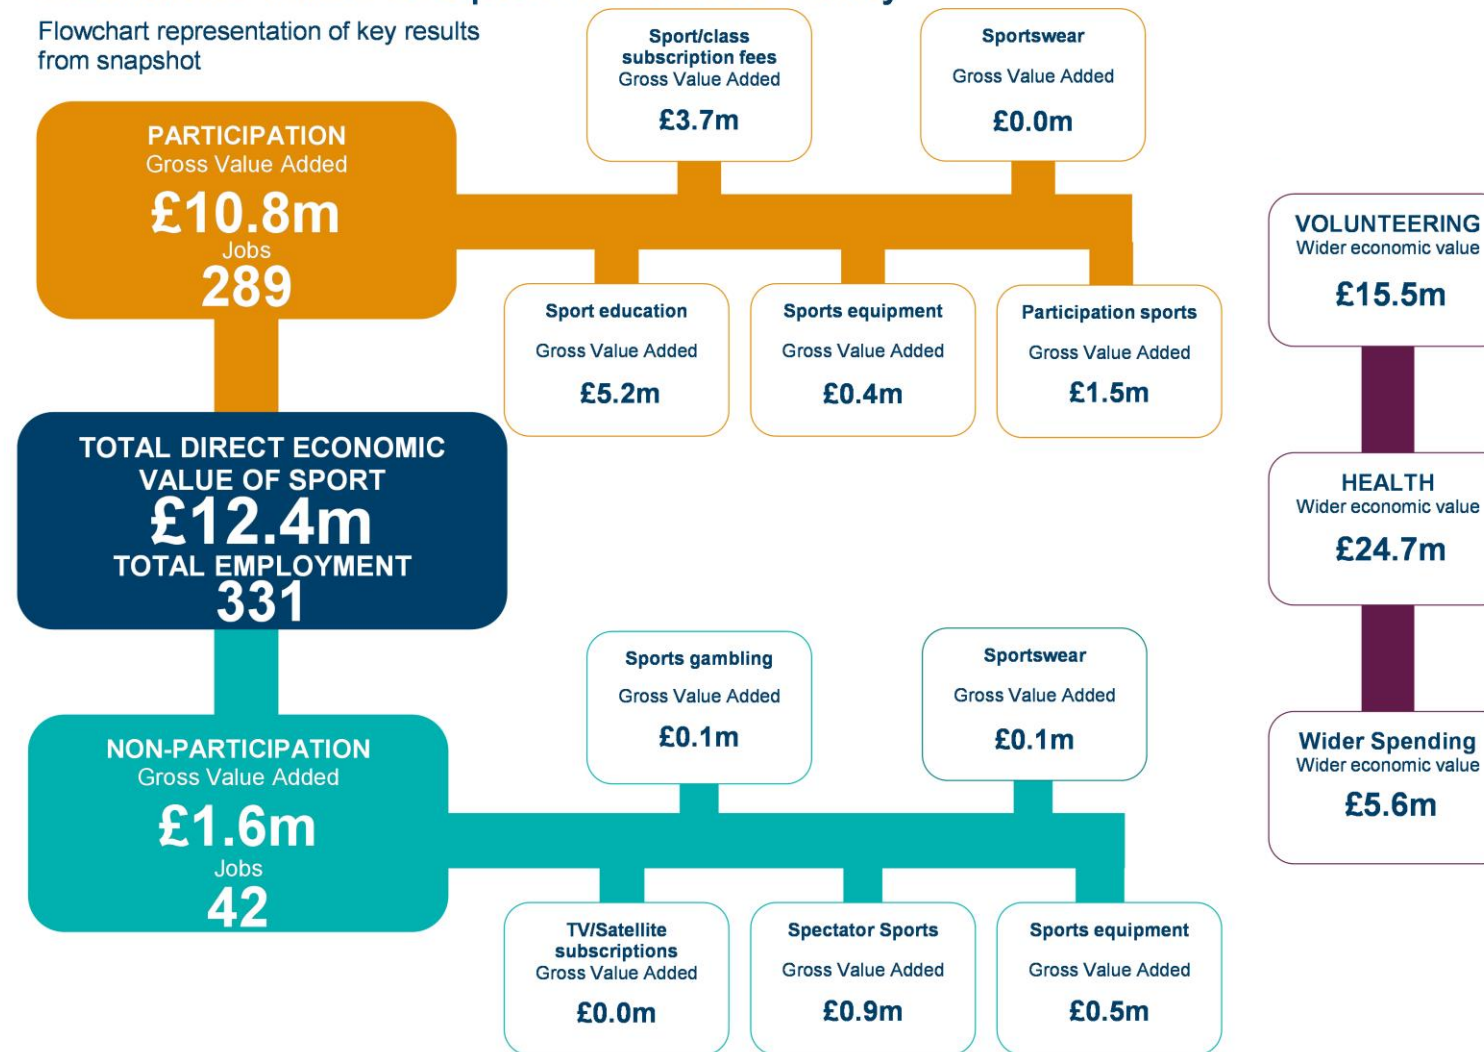 Flowchart representation of key results
from snapshot
PARTICIPATION
Gross Value Added
£10.8m
Jobs
289
Sport/class
subscription fees
Gross Value Added
£3.7m
Sportswear
Gross Value Added
£0.0m
Sport education
Gross Value Added
£5.2m
Sports equipment
Gross Value Added
£0.4m
Participation sports
Gross Value Added
£1.5m
TOTAL DIRECT ECONOMIC
VALUE OF SPORT
£12.4m
TOTAL EMPLOYMENT
331
NON-PARTICIPATION
Gross Value Added
£1.6m
Jobs
42
Sports gambling
Gross Value Added
£0.1m
Sportswear
Gross Value Added
£0.1m
TV/Satellite
subscriptions
Gross Value Added
£0.0m
Spectator Sports
Gross Value Added
£0.9m
Sports equipment
Gross Value Added
£0.5m
VOLUNTEERING
Wider economic value
£15.5m
HEALTH
Wider economic value
£24.7m
Wider Spending
Wider economic value
£5.6m